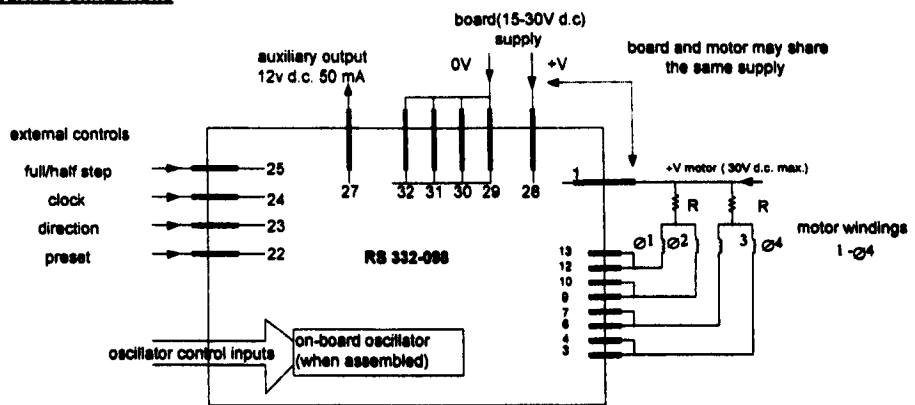 board(15-30V d.c)
supply
auxiliary output
12v d.c. 50 mA
0V
+V
board and motor may share
the same supply
external controls
full/half step
25
clock
24
direction
23
preset
22
27
32
31
30
29
28
1
+V motor ( 30V d.c. max.)
R
R
RS 332-098
13
12
10
9
7
6
4
3
Ø1
Ø2
3
Ø4
motor windings
1 -Ø4
oscillator control inputs
on-board oscillator
(when assembled)